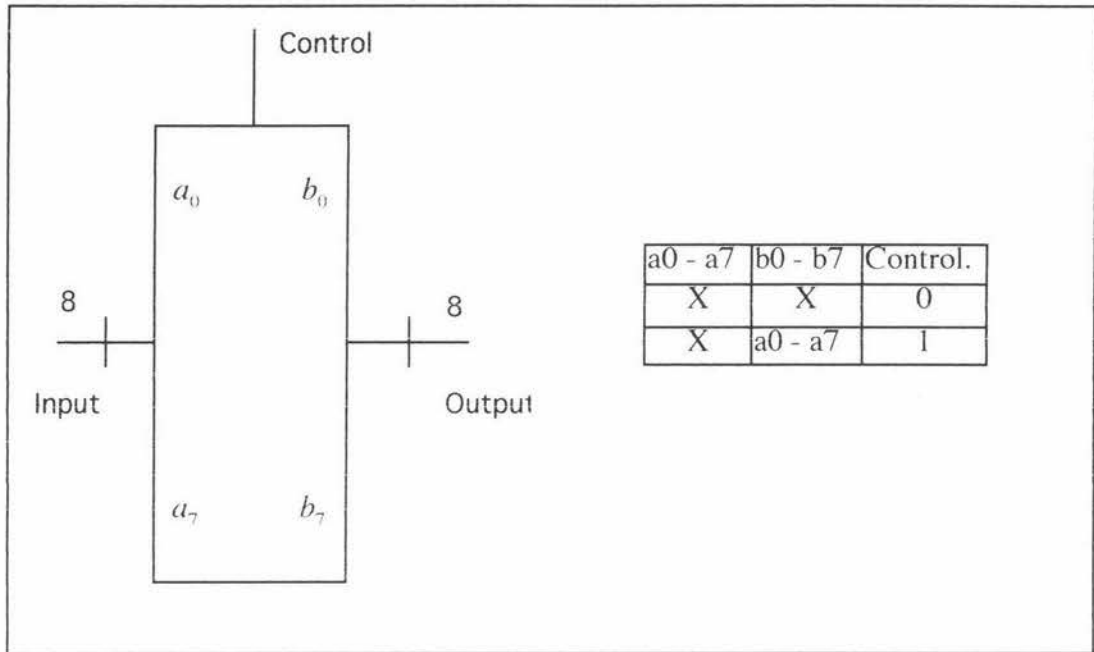 Control
a0 b0
8 8
Input Output
a7 b7
a0 - a7 b0 - b7 Control.
X X 0
X a0 - a7 1